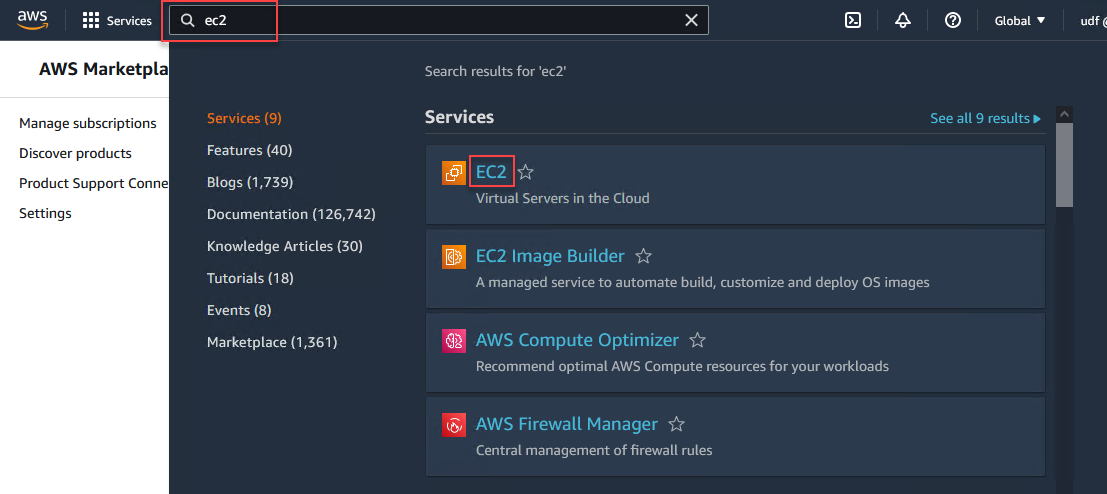 aws
Services
ec2
Global
udf @
AWS Marketpla
Manage subscriptions
Discover products
Product Support Conne
Settings
Search results for 'ec2'
Services (9)
Features (40)
Blogs (1,739)
Documentation (126,742)
Knowledge Articles (30)
Tutorials (18)
Events (8)
Marketplace (1,361)
Services
See all 9 results
EC2
Virtual Servers in the Cloud
EC2 Image Builder
A managed service to automate build, customize and deploy OS images
AWS Compute Optimizer
Recommend optimal AWS Compute resources for your workloads
AWS Firewall Manager
Central management of firewall rules